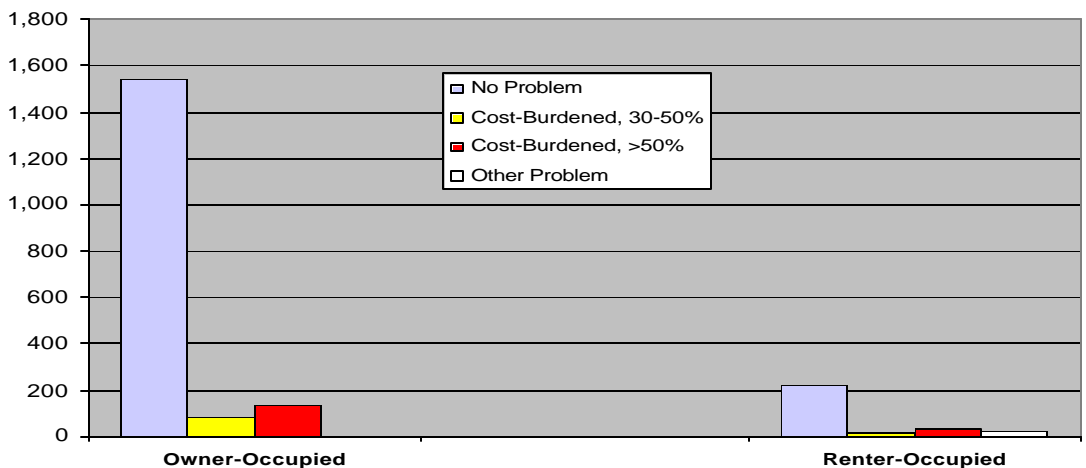 1,800
1,600
1,400
1,200
1,000
800
600
400
200
0
No Problem
Cost-Burdened, 30-50%
Cost-Burdened, >50%
Other Problem
Owner-Occupied
Renter-Occupied